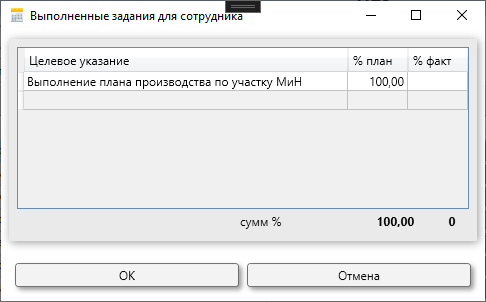 Выполненные задания для сотрудника
Целевое указание % план % факт
Выполнение плана производства по участку МиН 100,00
сумм % 100,00 0
OK Отмена